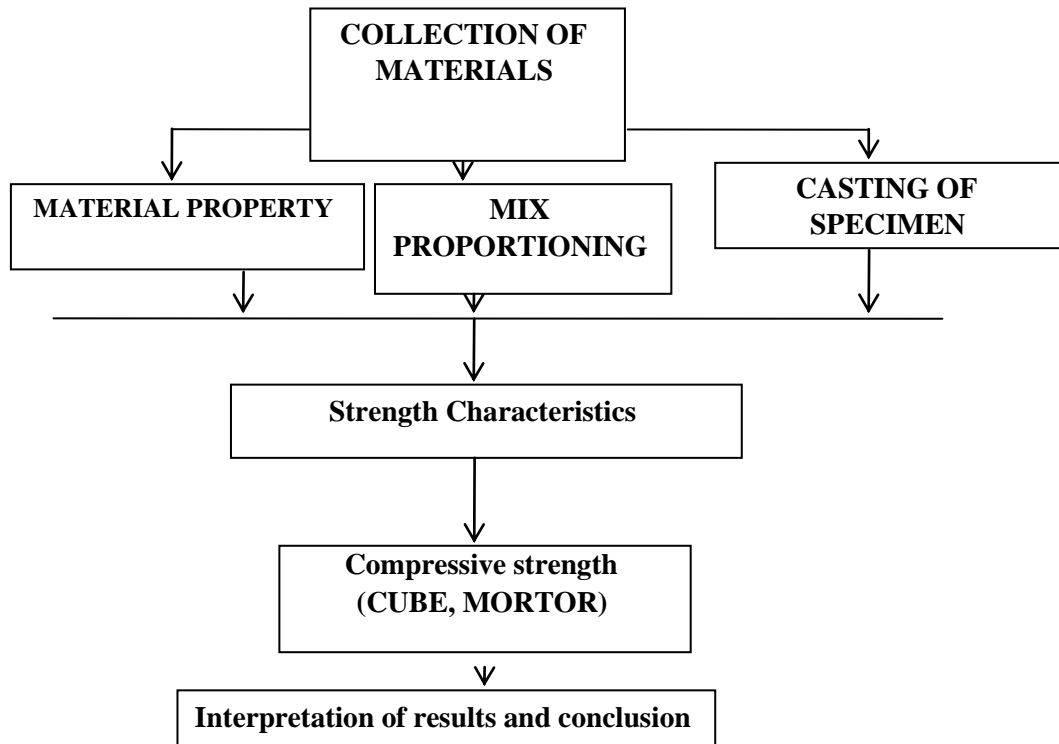 COLLECTION OF
MATERIALS
MATERIAL PROPERTY
MIX
PROPORTIONING
CASTING OF
SPECIMEN
Strength Characteristics
Compressive strength
(CUBE, MORTOR)
Interpretation of results and conclusion